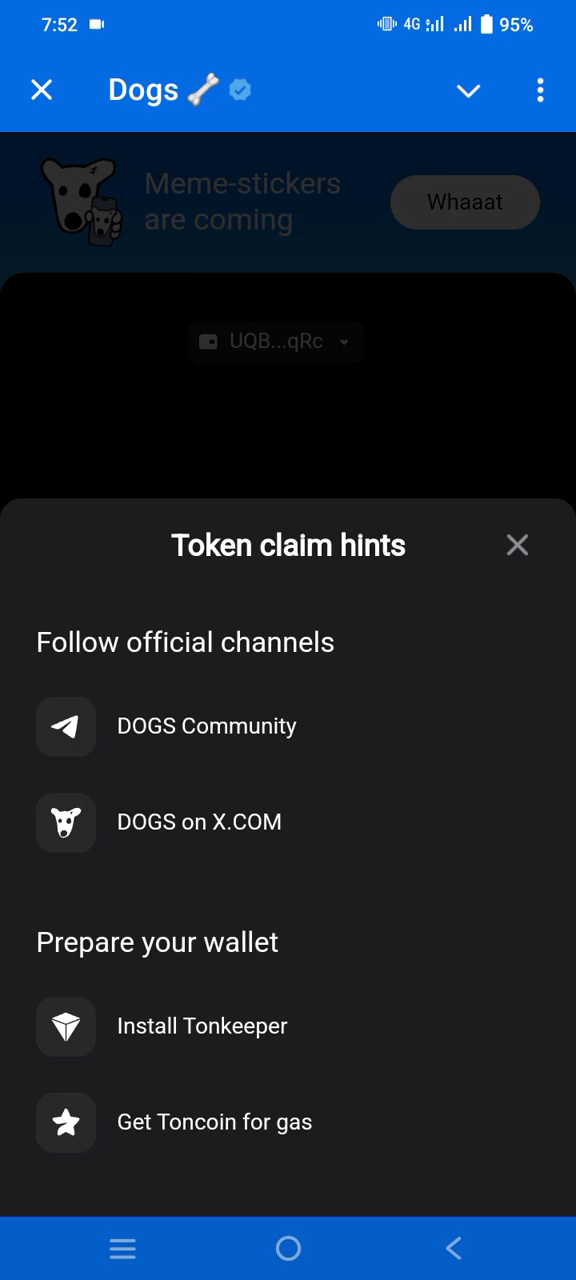 7:52
4G
95%
Dogs
Meme-stickers
are coming
Whaaat
UQB...qRc
Token claim hints
Follow official channels
DOGS Community
DOGS on X.COM
Prepare your wallet
Install Tonkeeper
Get Toncoin for gas